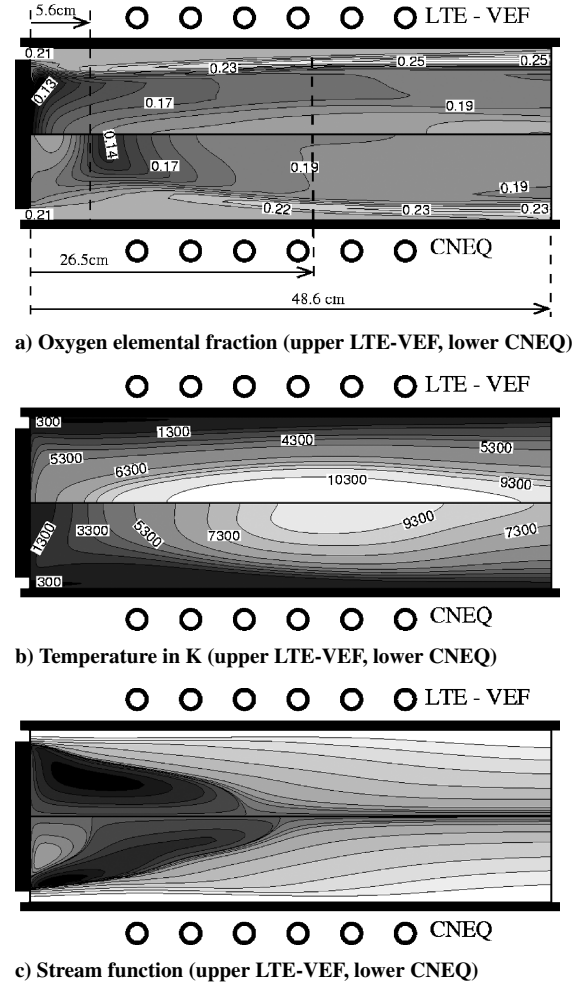 5.6cm
LTE - VEF
0.21
0.23
0.25
0.25
0.13
0.17
0.19
0.14
0.17
0.19
0.19
0.21
0.22
0.23
0.23
CNEQ
26.5cm
48.6 cm
a) Oxygen elemental fraction (upper LTE-VEF, lower CNEQ)
LTE - VEF
300
1300
4300
5300
5300
6300
10300
9300
1300
3300
5300
7300
9300
7300
300
CNEQ
b) Temperature in K (upper LTE-VEF, lower CNEQ)
LTE - VEF
CNEQ
c) Stream function (upper LTE-VEF, lower CNEQ)